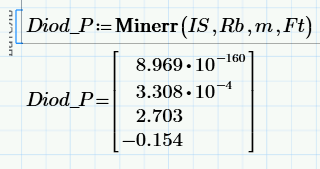 Diod_P:=Minerr(IS,Rb,m,Ft)
Diod_P=[8.969•10^-160
3.308•10^-4
2.703
-0.154]